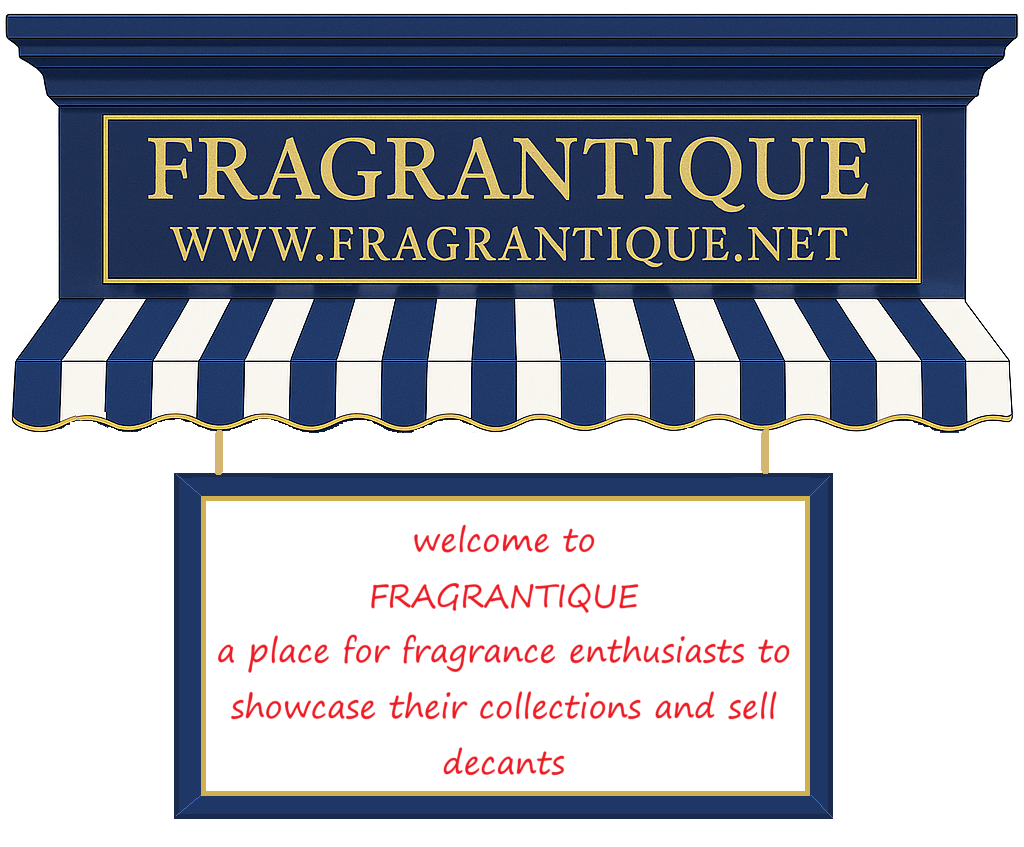 FRAGRANTIQUE
WWW.FRAGRANTIQUE.NET
welcome to
FRAGRANTIQUE
a place for fragrance enthusiasts to
showcase their collections and sell
decants